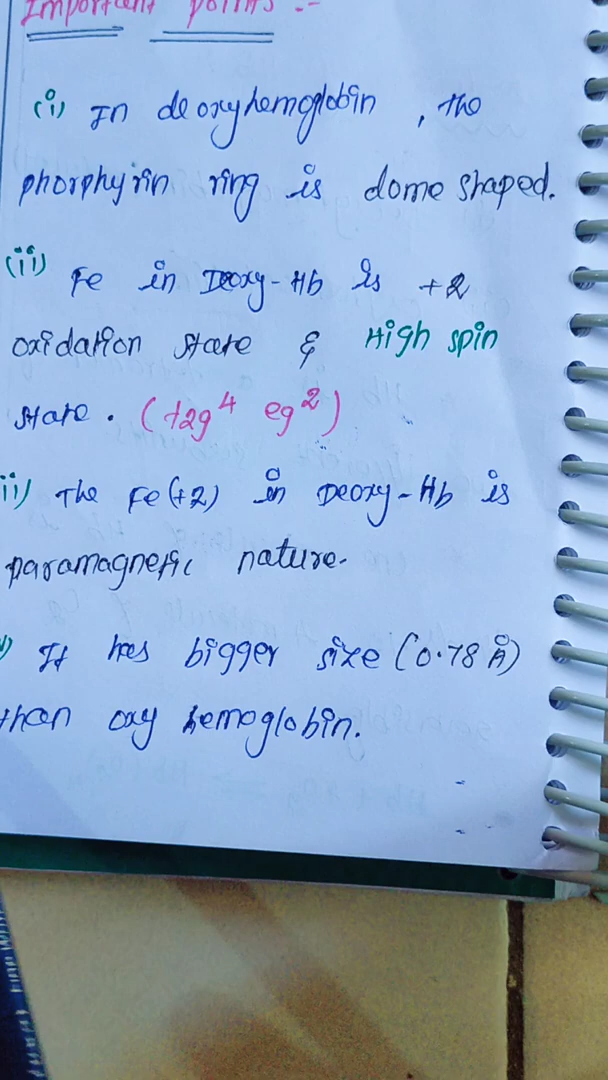 Important points :-
(i) In deoxyhemoglobin, the
phorphyrin ring is dome shaped.
(ii) Fe in Deoxy-Hb is +2
oxidation state & High spin
state. (t2g⁴ eg²)
ii) The Fe(+2) in Deoxy-Hb is
paramagnetic nature.
It has bigger size (0.78 Å)
than oxy hemoglobin.